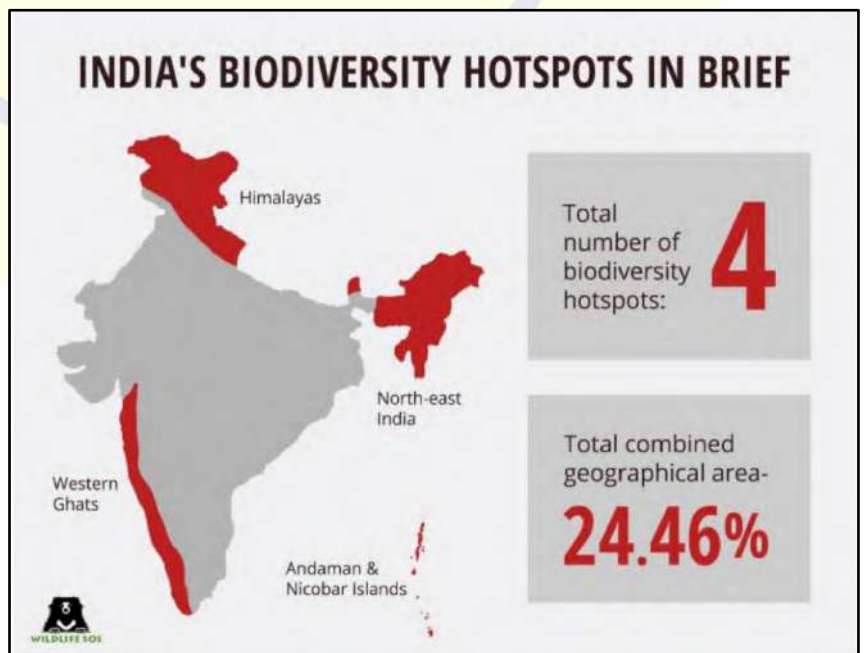 INDIA'S BIODIVERSITY HOTSPOTS IN BRIEF
Himalayas
North-east
India
Western
Ghats
Andaman &
Nicobar Islands
Total
number of
biodiversity
hotspots:
4
Total combined
geographical area-
24.46%
WILDLIFE SOS